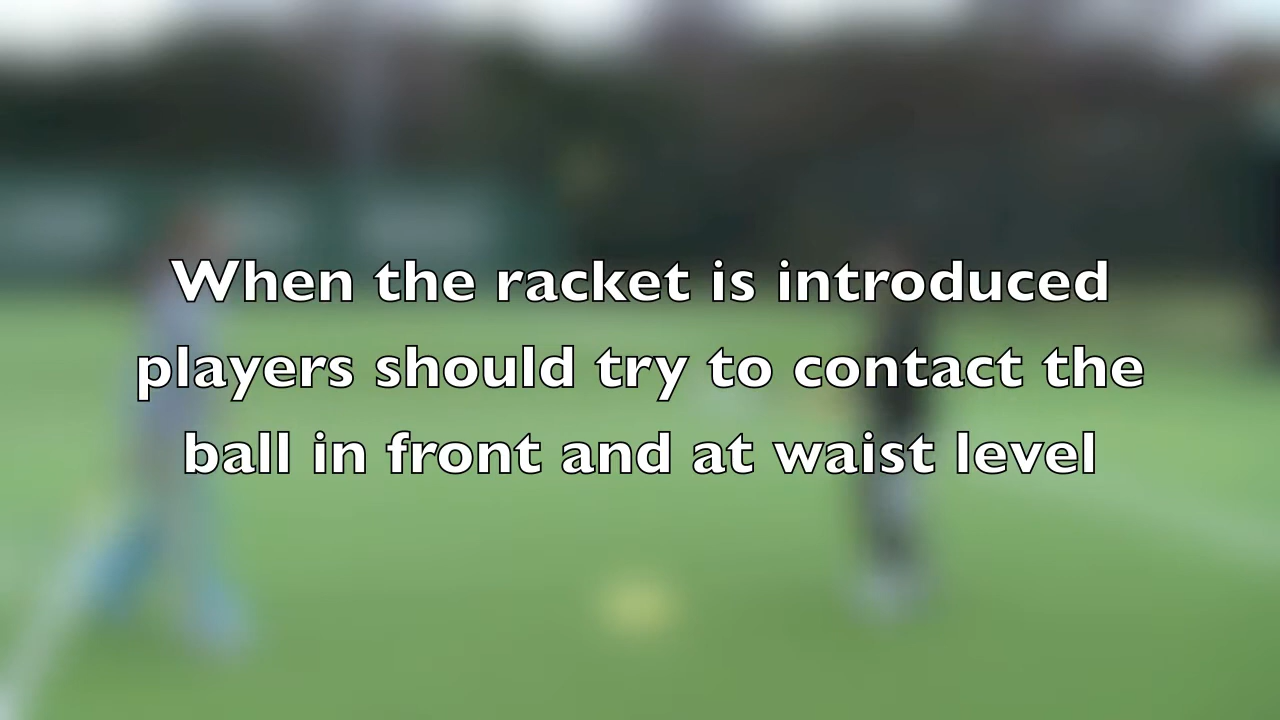 When the racket is introduced
players should try to contact the
ball in front and at waist level